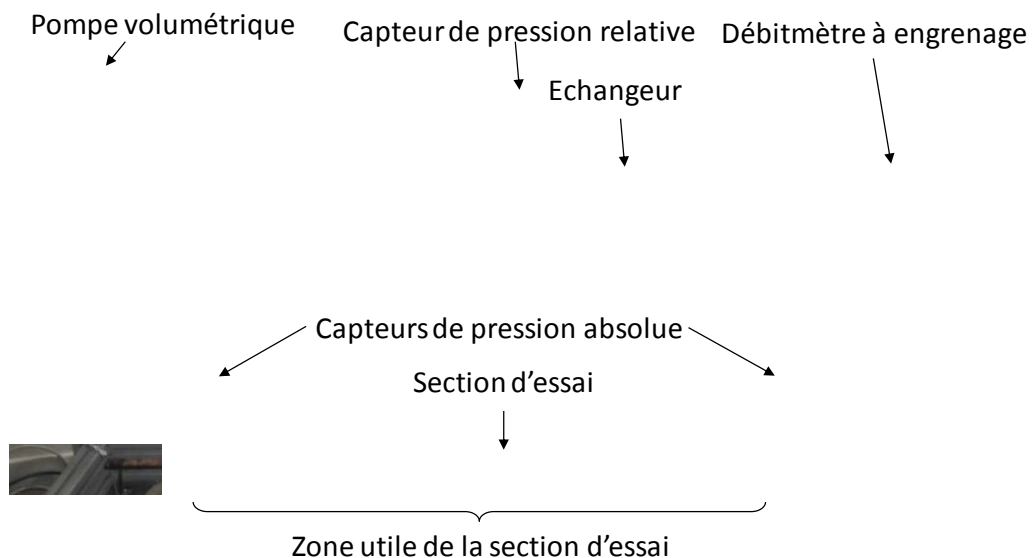 Pompe volumétrique
Capteur de pression relative
Débitmètre à engrenage
Echangeur
Capteurs de pression absolue
Section d'essai
Zone utile de la section d'essai